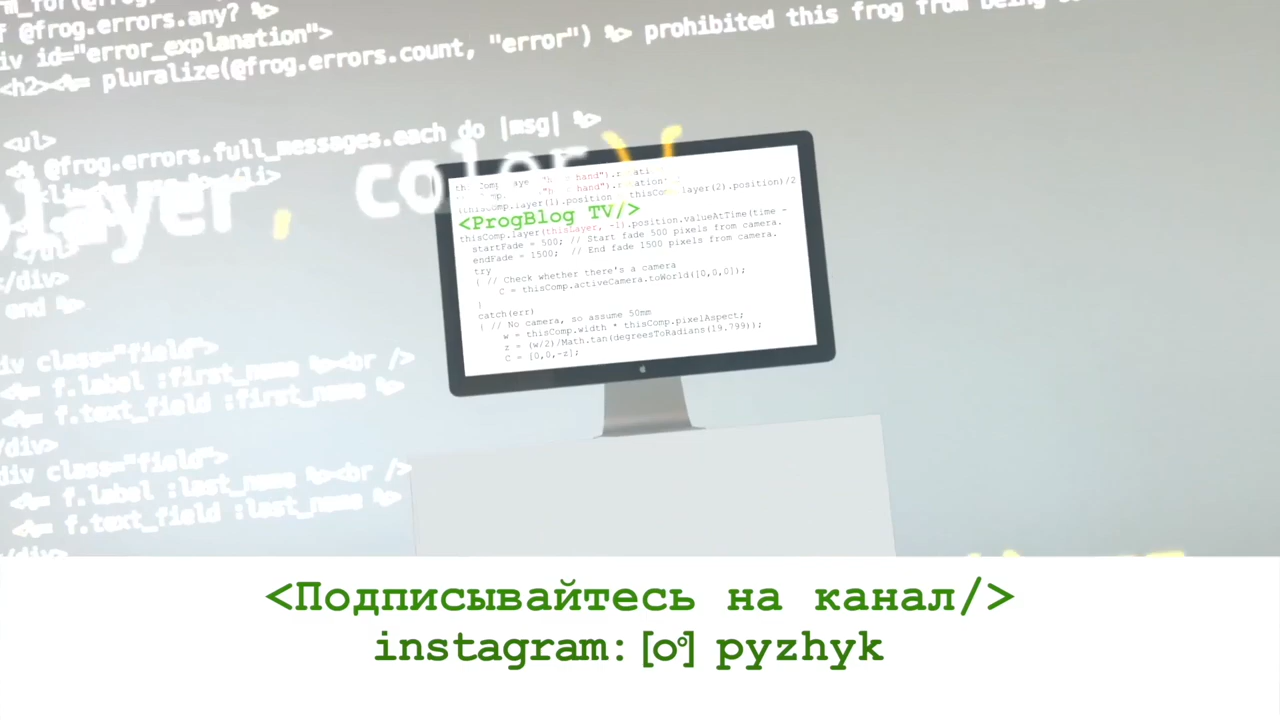 f @frog.errors.any? %>
iv id="error_explanation">
<h2><%= pluralize(@frog.errors.count, "error") %> prohibited this frog from being
<ul>
@frog.errors.full_messages.each do |msg| %>
layer, color
</div>
end %>
div class="field">
<%= f.label :first_name %><br />
<%= f.text_field :first_name %>
/div>
div class="field">
<%= f.label :last_name %><br />
<%= f.text_field :last_name %>
</div>
<ProgBlog TV/>
thisComp.layer(thisLayer, -1).position.valueAtTime(time -
startFade = 500; // Start fade 500 pixels from camera.
endFade = 1500; // End fade 1500 pixels from camera.
try
{ // Check whether there's a camera
C = thisComp.activeCamera.toWorld([0,0,0]);
}
catch(err)
{ // No camera, so assume 50mm
w = thisComp.width * thisComp.pixelAspect;
z = (w/2)/Math.tan(degreesToRadians(19.799));
C = [0,0,-z];
<Подписывайтесь на канал/>
instagram:[o°] pyzhyk